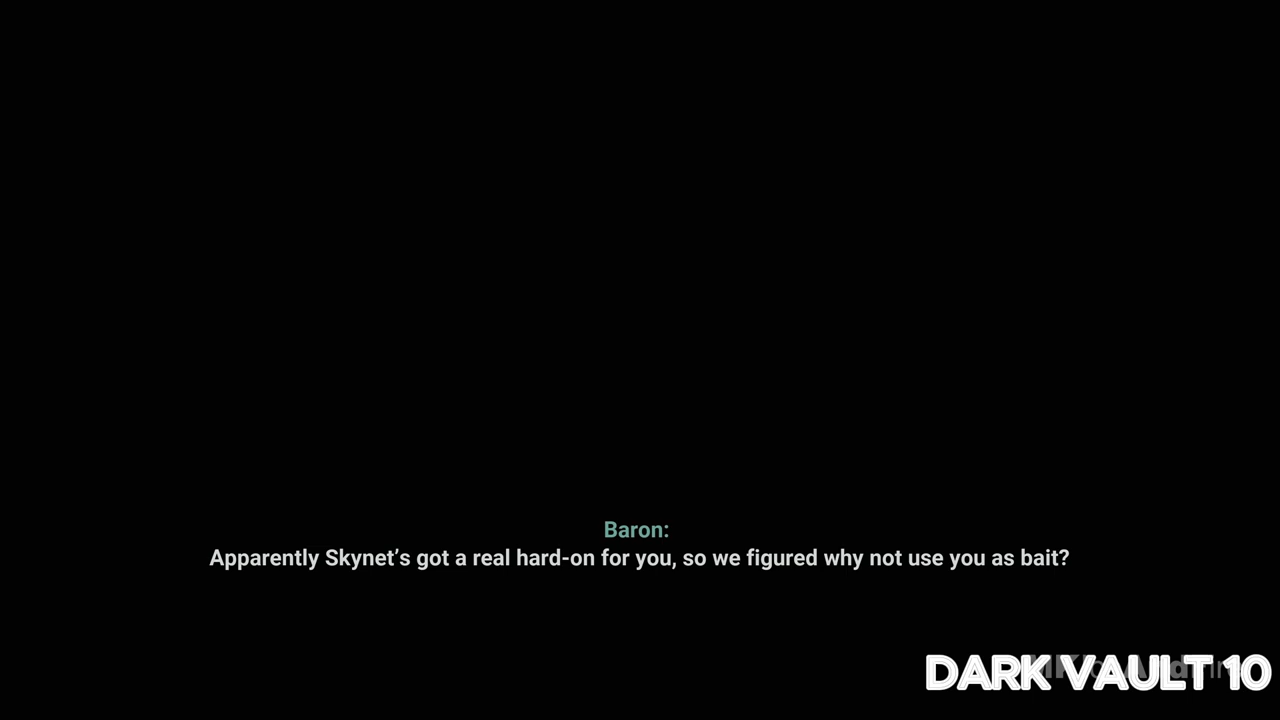 Baron:
Apparently Skynet’s got a real hard-on for you, so we figured why not use you as bait?
DARK VAULT 10